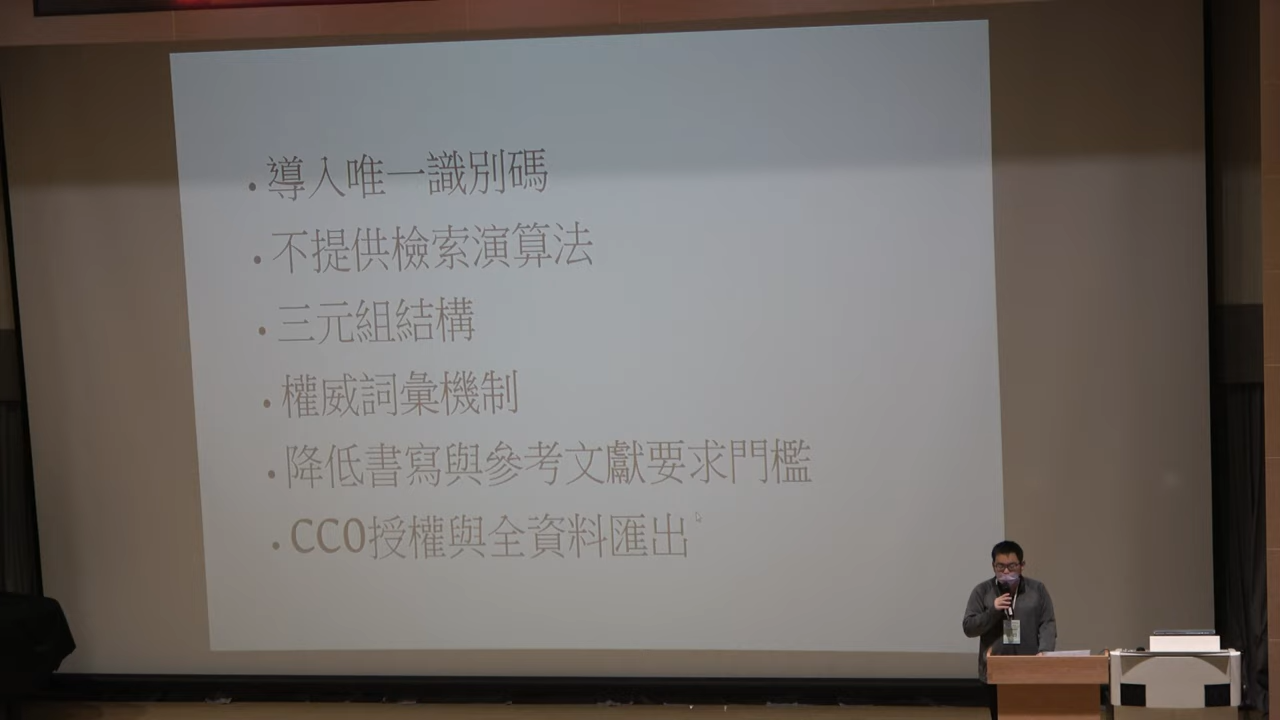 • 導入唯一識別碼
• 不提供檢索演算法
• 三元組結構
• 權威詞彙機制
• 降低書寫與參考文獻要求門檻
• CC0授權與全資料匯出